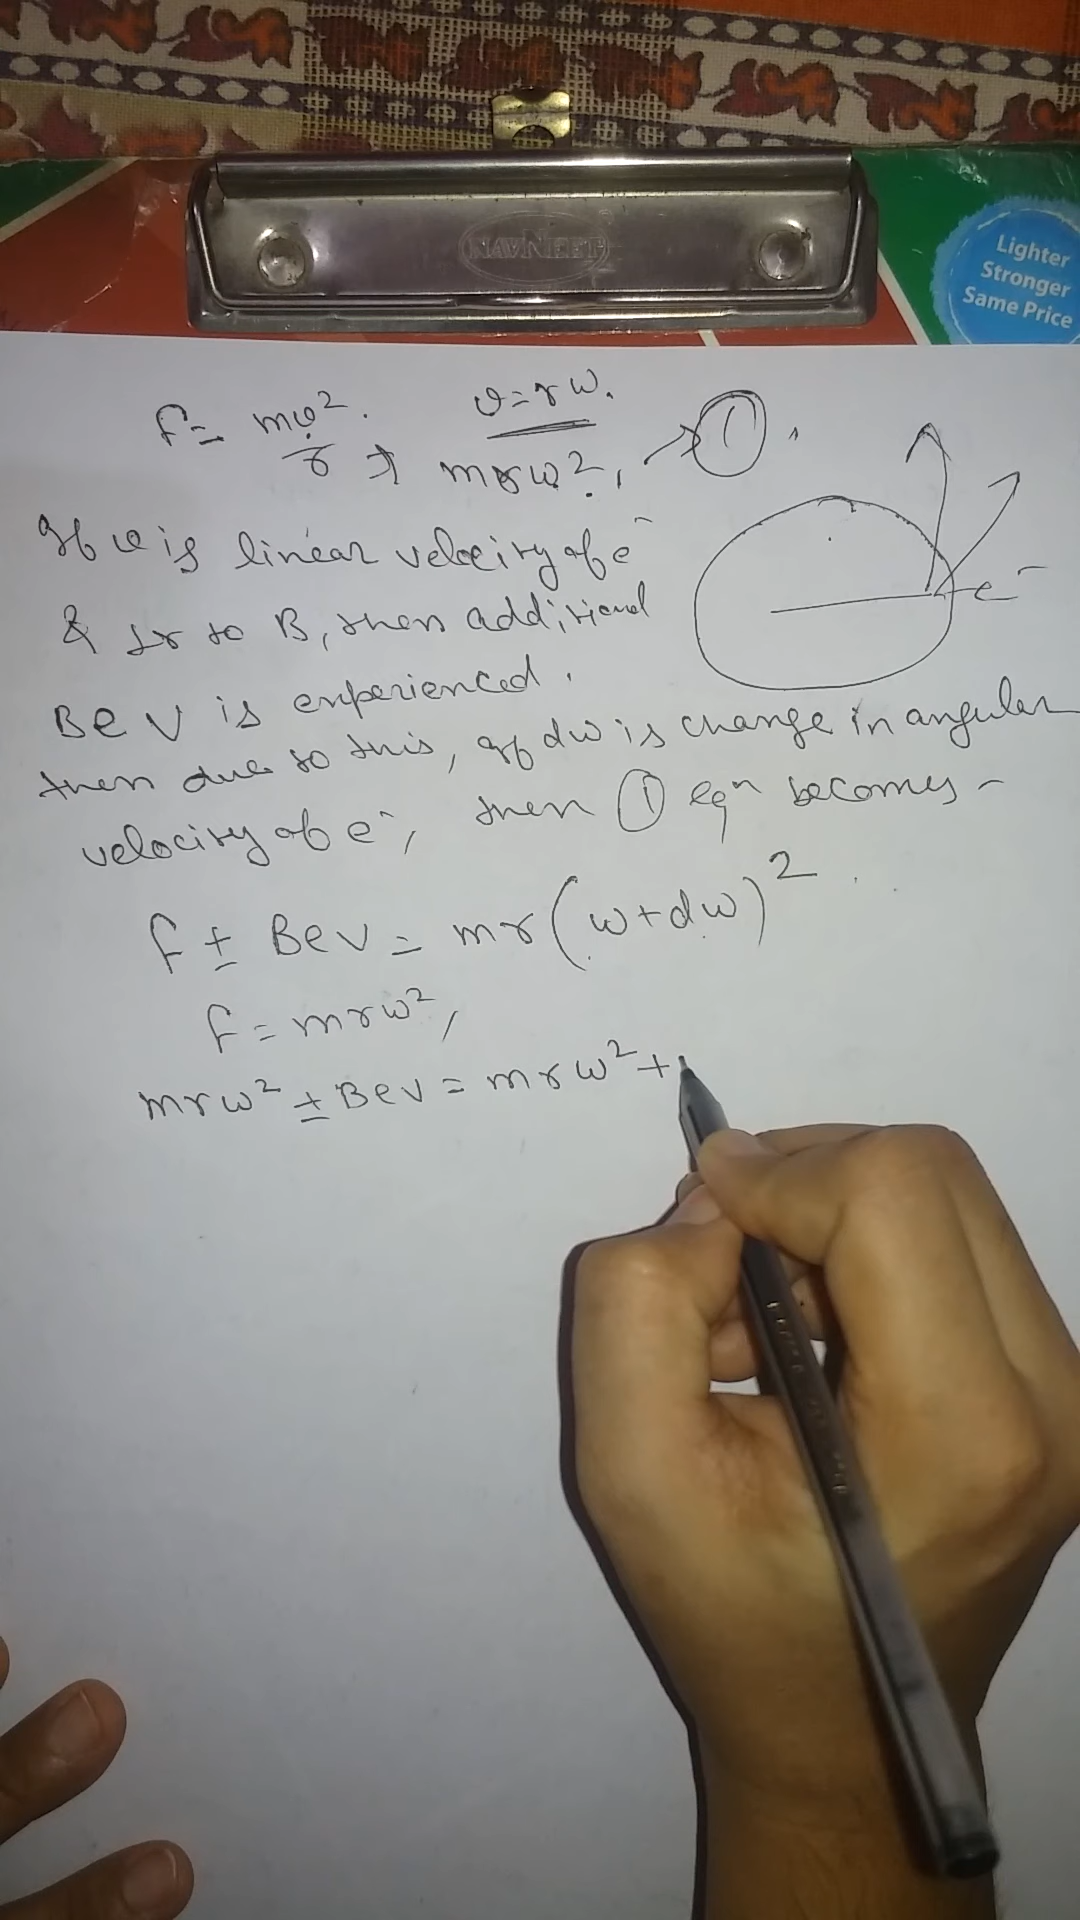 NAVNEET
Lighter
Stronger
Same Price
f = mv²/r. v = rω.
⇒ mrω², → ①
If v is linear velocity of e⁻
& ⊥r to B, then additional
Bev is experienced.
e⁻
then due to this, if dω is change in angular
velocity of e⁻, then ① eqn becomes -
f ± Bev = mr(ω+dω)²
f = mrω²,
mrω² ± Bev = mrω² +